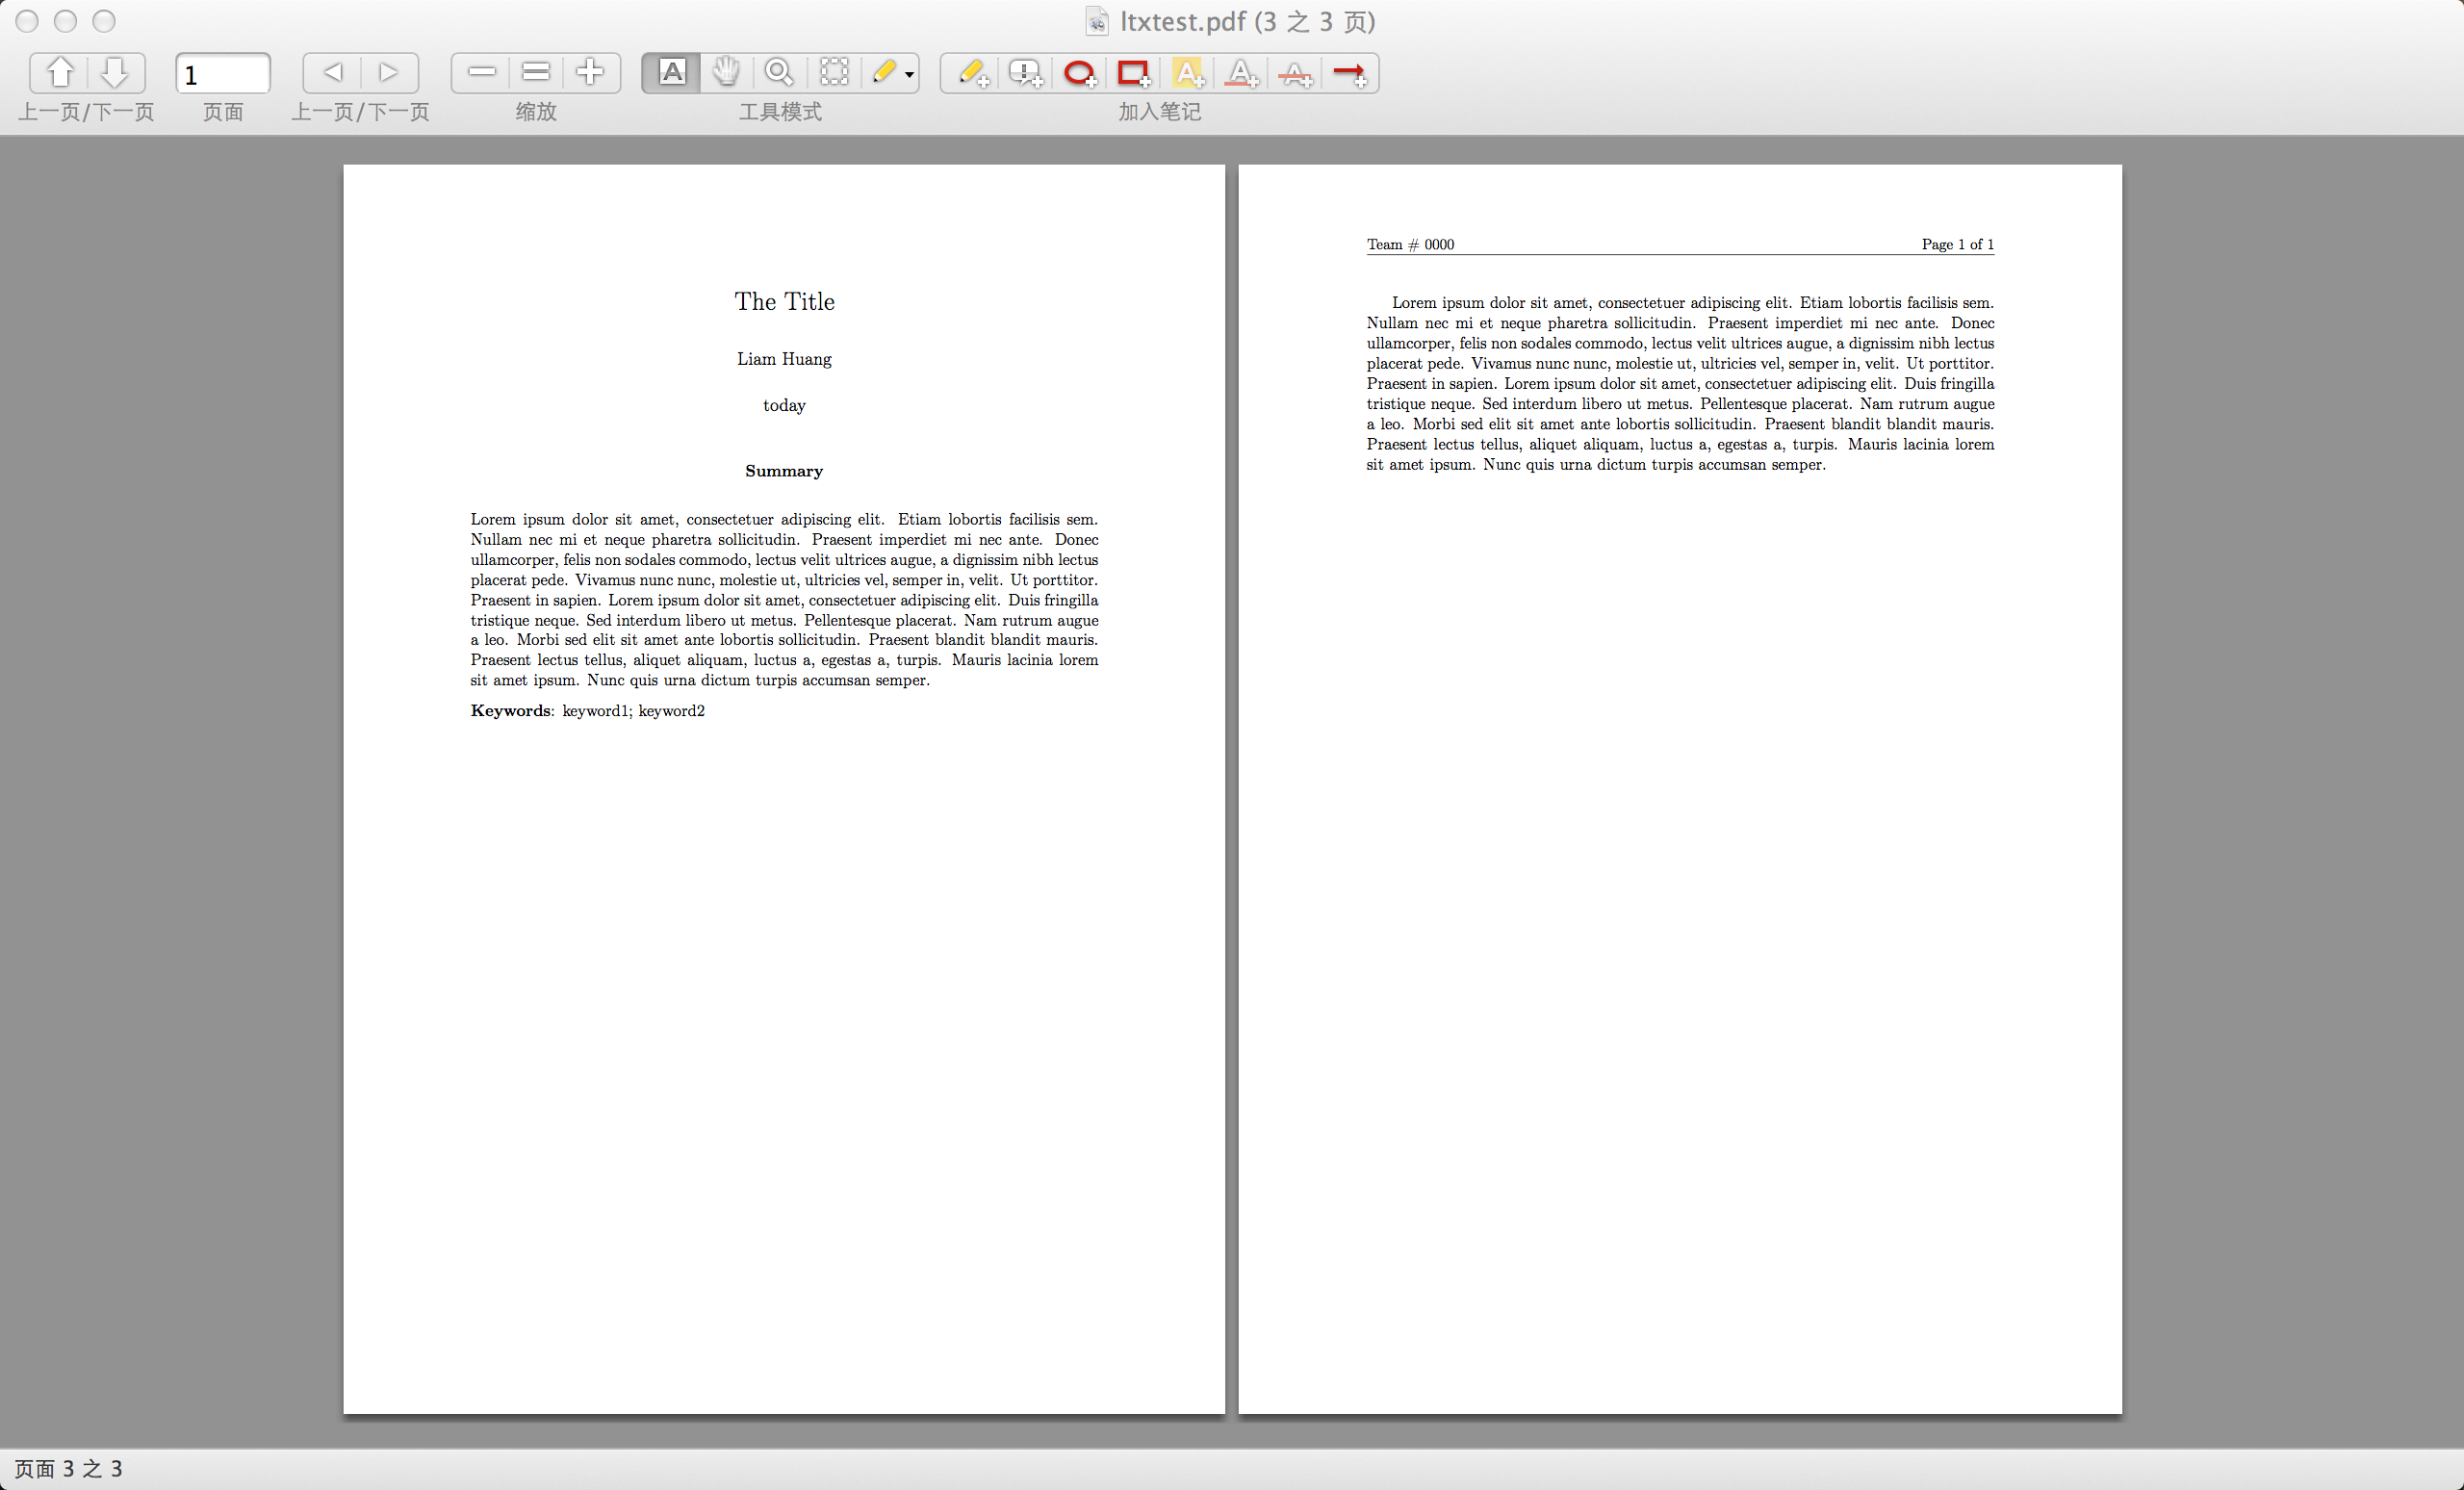 ltxtest.pdf (3 之 3 页)
1
上一页/下一页 页面 上一页/下一页 缩放 工具模式 加入笔记
The Title
Liam Huang
today
Summary
Lorem ipsum dolor sit amet, consectetuer adipiscing elit. Etiam lobortis facilisis sem.
Nullam nec mi et neque pharetra sollicitudin. Praesent imperdiet mi nec ante. Donec
ullamcorper, felis non sodales commodo, lectus velit ultrices augue, a dignissim nibh lectus
placerat pede. Vivamus nunc nunc, molestie ut, ultricies vel, semper in, velit. Ut porttitor.
Praesent in sapien. Lorem ipsum dolor sit amet, consectetuer adipiscing elit. Duis fringilla
tristique neque. Sed interdum libero ut metus. Pellentesque placerat. Nam rutrum augue
a leo. Morbi sed elit sit amet ante lobortis sollicitudin. Praesent blandit blandit mauris.
Praesent lectus tellus, aliquet aliquam, luctus a, egestas a, turpis. Mauris lacinia lorem
sit amet ipsum. Nunc quis urna dictum turpis accumsan semper.
Keywords: keyword1; keyword2
Team # 0000 Page 1 of 1
Lorem ipsum dolor sit amet, consectetuer adipiscing elit. Etiam lobortis facilisis sem.
Nullam nec mi et neque pharetra sollicitudin. Praesent imperdiet mi nec ante. Donec
ullamcorper, felis non sodales commodo, lectus velit ultrices augue, a dignissim nibh lectus
placerat pede. Vivamus nunc nunc, molestie ut, ultricies vel, semper in, velit. Ut porttitor.
Praesent in sapien. Lorem ipsum dolor sit amet, consectetuer adipiscing elit. Duis fringilla
tristique neque. Sed interdum libero ut metus. Pellentesque placerat. Nam rutrum augue
a leo. Morbi sed elit sit amet ante lobortis sollicitudin. Praesent blandit blandit mauris.
Praesent lectus tellus, aliquet aliquam, luctus a, egestas a, turpis. Mauris lacinia lorem
sit amet ipsum. Nunc quis urna dictum turpis accumsan semper.
页面 3 之 3